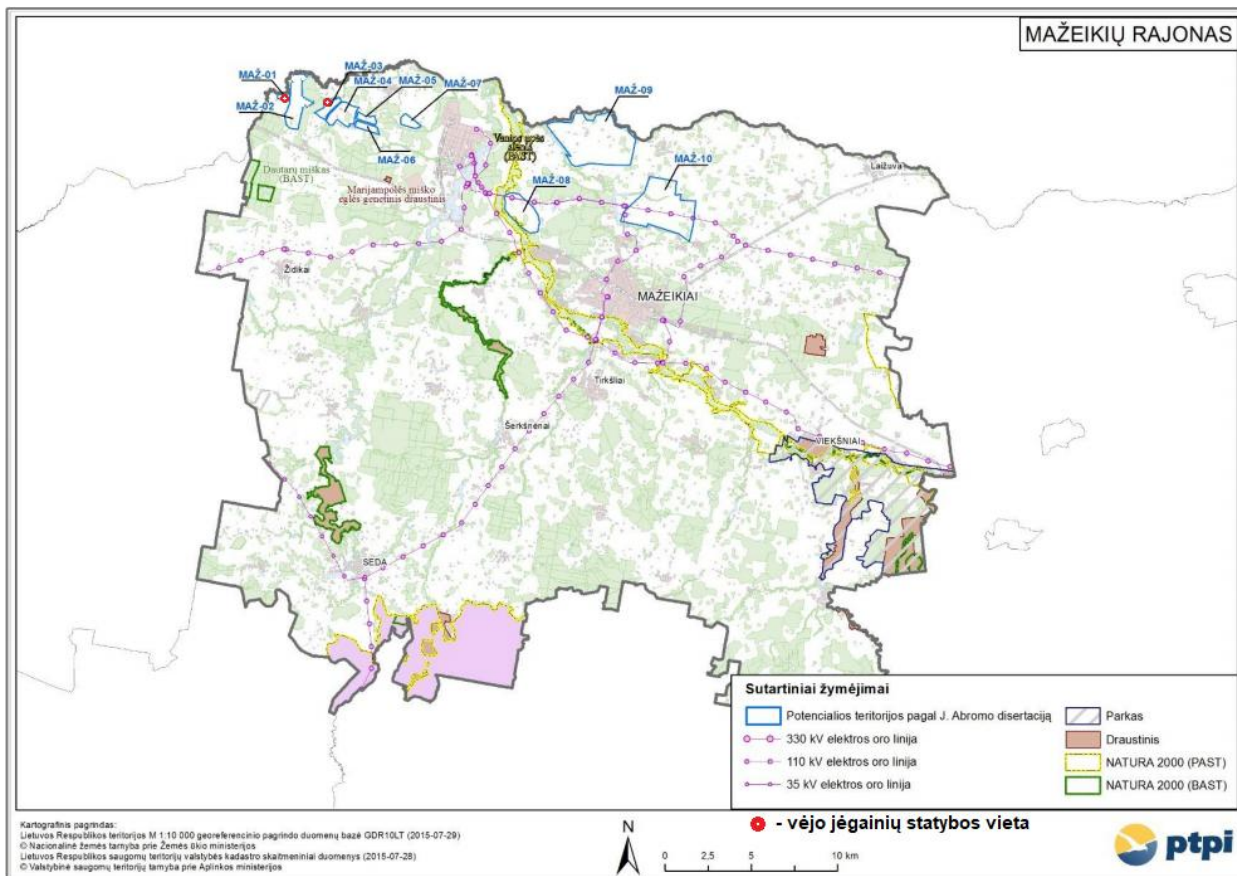 MAŽEIKIŲ RAJONAS
MAŽ-01
MAŽ-02
MAŽ-03
MAŽ-04
MAŽ-05
MAŽ-06
MAŽ-07
MAŽ-08
MAŽ-09
MAŽ-10
Ventos upės
slėnis
(BAST)
Dautarų miškas
(BAST)
Marijampolės miško
eglės genetinis draustinis
Laižuva
Židikai
MAŽEIKIAI
Tirkšliai
Šerkšnėnai
VIEKŠNIAI
SEDA
Sutartiniai žymėjimai
Potencialios teritorijos pagal J. Abromo disertaciją
330 kV elektros oro linija
110 kV elektros oro linija
35 kV elektros oro linija
Parkas
Draustinis
NATURA 2000 (PAST)
NATURA 2000 (BAST)
- vėjo jėgainių statybos vieta
Kartografinis pagrindas:
Lietuvos Respublikos teritorijos M 1:10 000 georeferencinio pagrindo duomenų bazė GDR10LT (2015-07-29)
© Nacionalinė žemės tarnyba prie Žemės ūkio ministerijos
Lietuvos Respublikos saugomų teritorijų valstybės kadastro skaitmeniniai duomenys (2015-07-28)
© Valstybinė saugomų teritorijų tarnyba prie Aplinkos ministerijos
N
0 2,5 5 10 km
ptpi